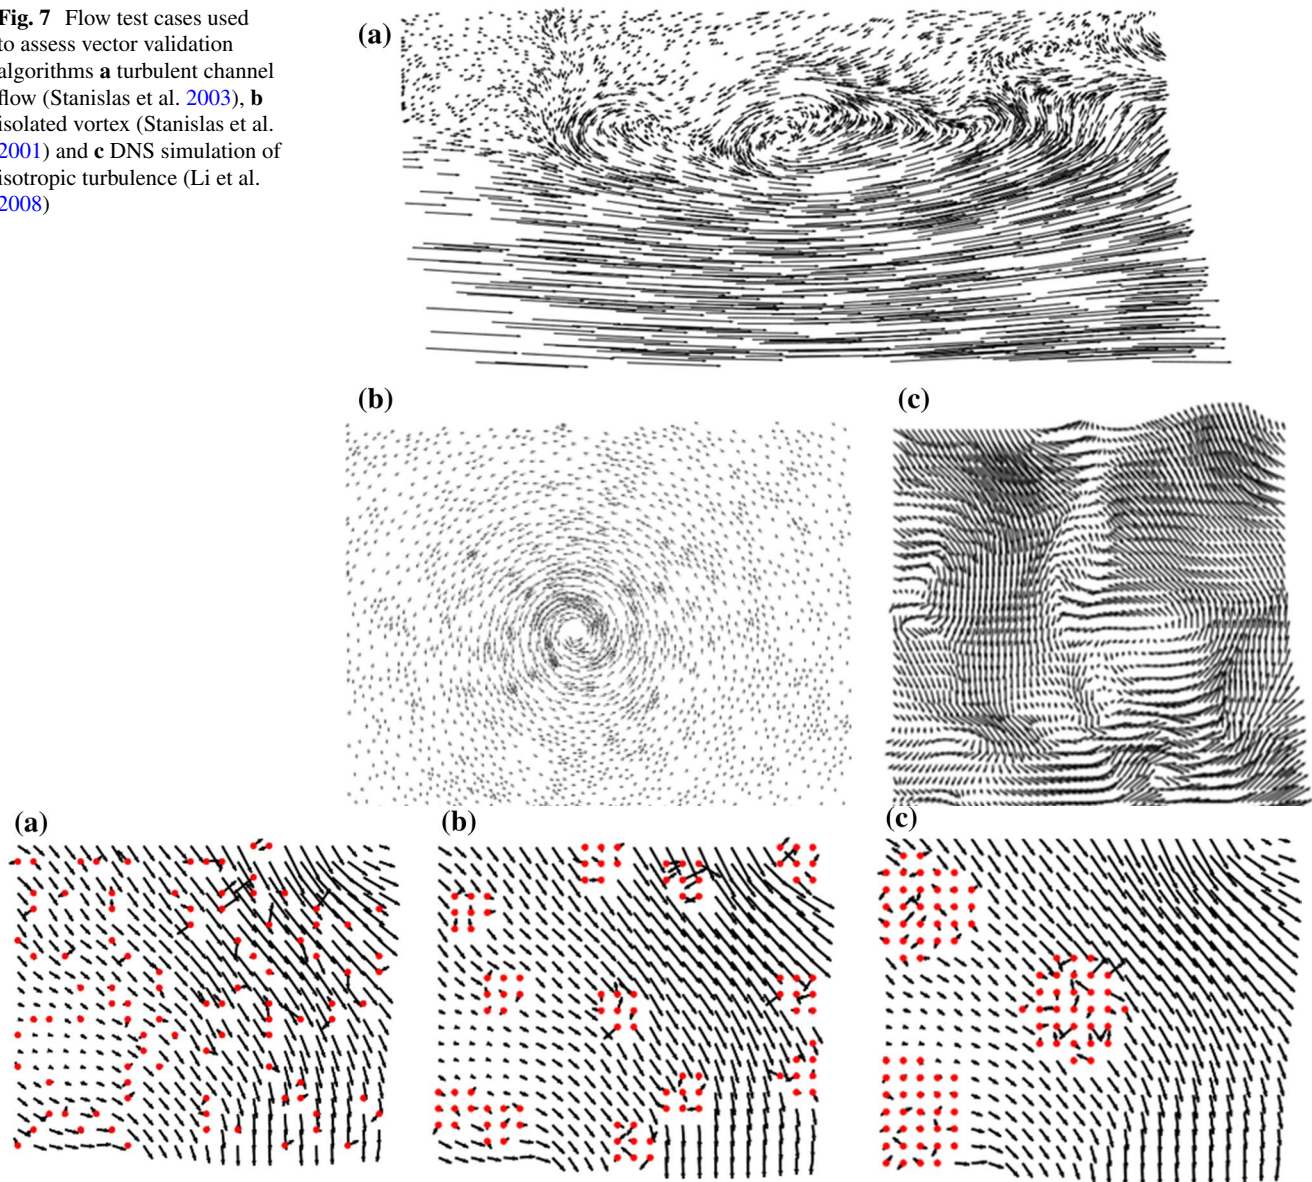 Fig. 7 Flow test cases used
to assess vector validation
algorithms a turbulent channel
flow (Stanislas et al. 2003), b
isolated vortex (Stanislas et al.
2001) and c DNS simulation of
isotropic turbulence (Li et al.
2008)
(a)
(b)
(c)
(a)
(b)
(c)